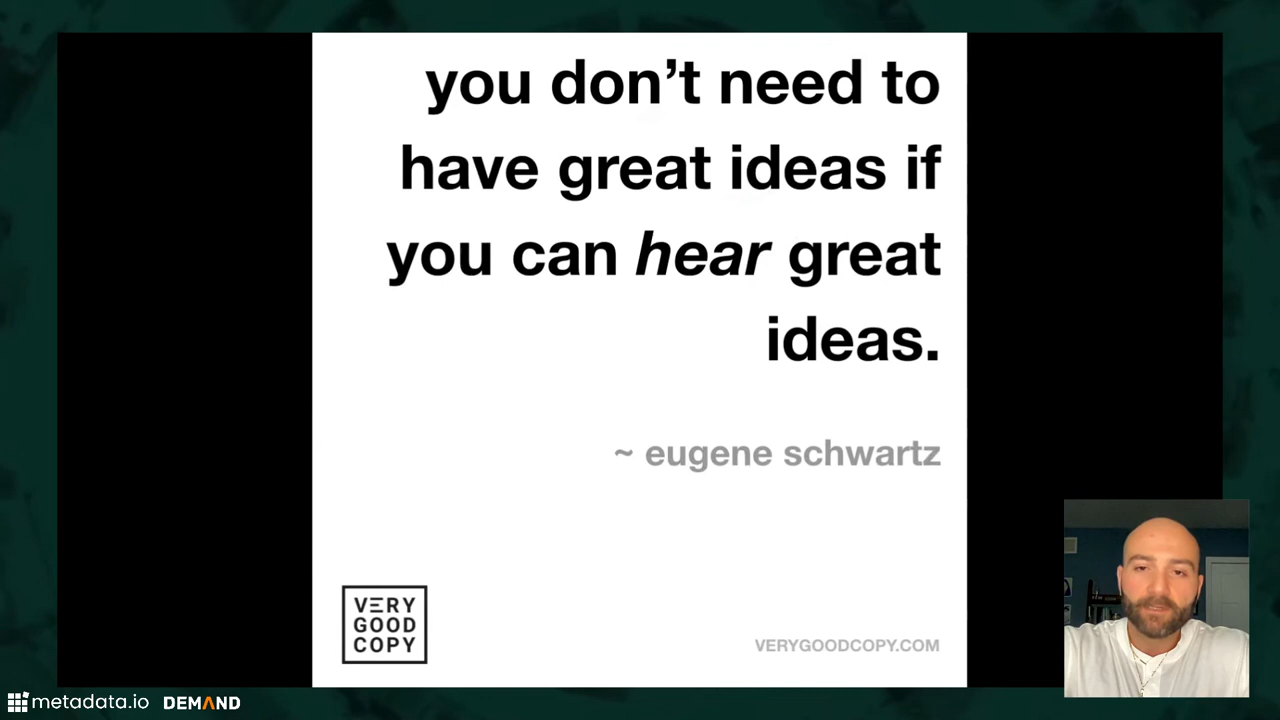 you don’t need to
have great ideas if
you can hear great
ideas.
~ eugene schwartz
VERY
GOOD
COPY
VERYGOODCOPY.COM
metadata.io DEMAND